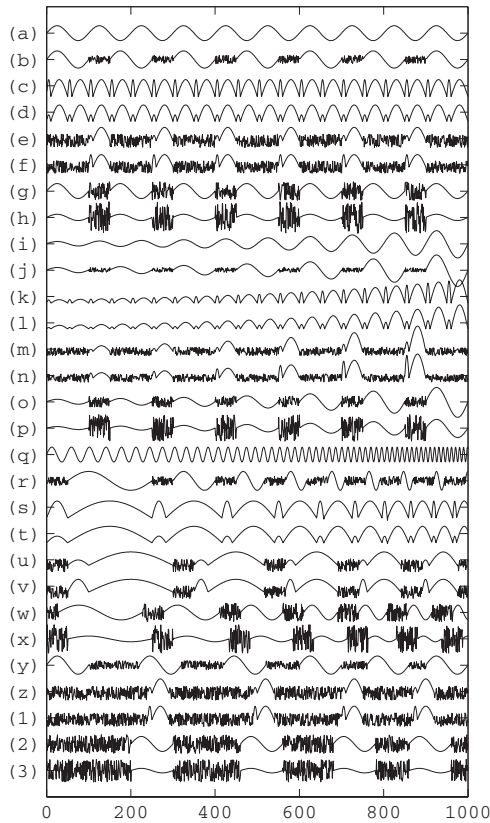 (a)
(b)
(c)
(d)
(e)
(f)
(g)
(h)
(i)
(j)
(k)
(l)
(m)
(n)
(o)
(p)
(q)
(r)
(s)
(t)
(u)
(v)
(w)
(x)
(y)
(z)
(1)
(2)
(3)
0 200 400 600 800 1000